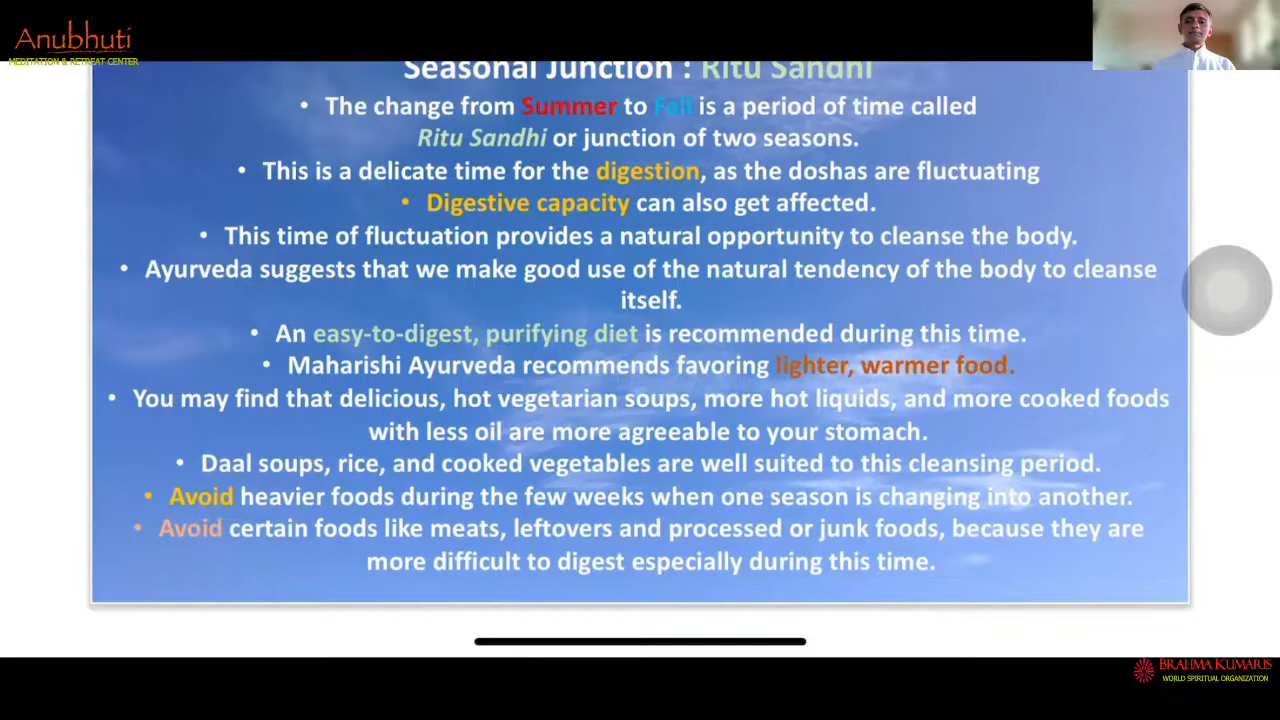 Anubhuti
MEDITATION & RETREAT CENTER
Seasonal Junction : Ritu Sandhi
• The change from Summer to Fall is a period of time called
Ritu Sandhi or junction of two seasons.
• This is a delicate time for the digestion, as the doshas are fluctuating
• Digestive capacity can also get affected.
• This time of fluctuation provides a natural opportunity to cleanse the body.
• Ayurveda suggests that we make good use of the natural tendency of the body to cleanse
itself.
• An easy-to-digest, purifying diet is recommended during this time.
• Maharishi Ayurveda recommends favoring lighter, warmer food.
• You may find that delicious, hot vegetarian soups, more hot liquids, and more cooked foods
with less oil are more agreeable to your stomach.
• Daal soups, rice, and cooked vegetables are well suited to this cleansing period.
• Avoid heavier foods during the few weeks when one season is changing into another.
• Avoid certain foods like meats, leftovers and processed or junk foods, because they are
more difficult to digest especially during this time.
BRAHMA KUMARIS
WORLD SPIRITUAL ORGANIZATION